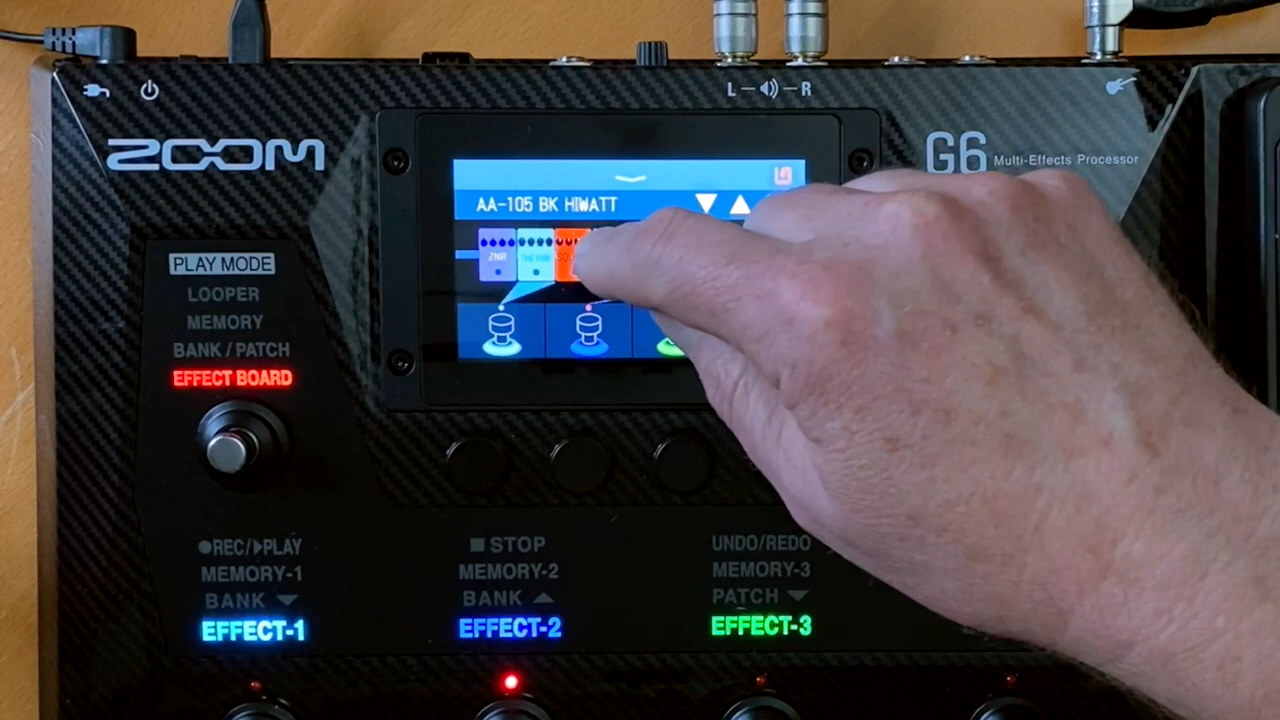 L R
ZOOM
G6 Multi-Effects Processor
AA-105 BK HIWATT
ZNR
PLAY MODE
LOOPER
MEMORY
BANK / PATCH
EFFECT BOARD
REC/ PLAY
MEMORY-1
BANK
EFFECT-1
STOP
MEMORY-2
BANK
EFFECT-2
UNDO/REDO
MEMORY-3
PATCH
EFFECT-3